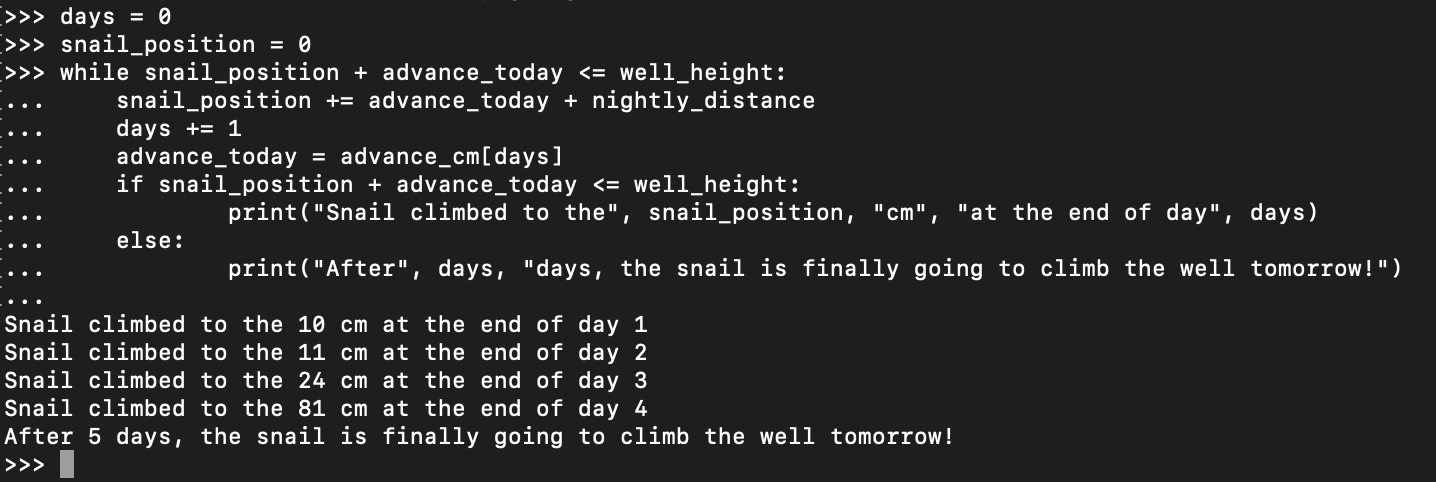 >>> days = 0
>>> snail_position = 0
>>> while snail_position + advance_today <= well_height:
...     snail_position += advance_today + nightly_distance
...     days += 1
...     advance_today = advance_cm[days]
...     if snail_position + advance_today <= well_height:
...             print("Snail climbed to the", snail_position, "cm", "at the end of day", days)
...     else:
...             print("After", days, "days, the snail is finally going to climb the well tomorrow!")
...
Snail climbed to the 10 cm at the end of day 1
Snail climbed to the 11 cm at the end of day 2
Snail climbed to the 24 cm at the end of day 3
Snail climbed to the 81 cm at the end of day 4
After 5 days, the snail is finally going to climb the well tomorrow!
>>>